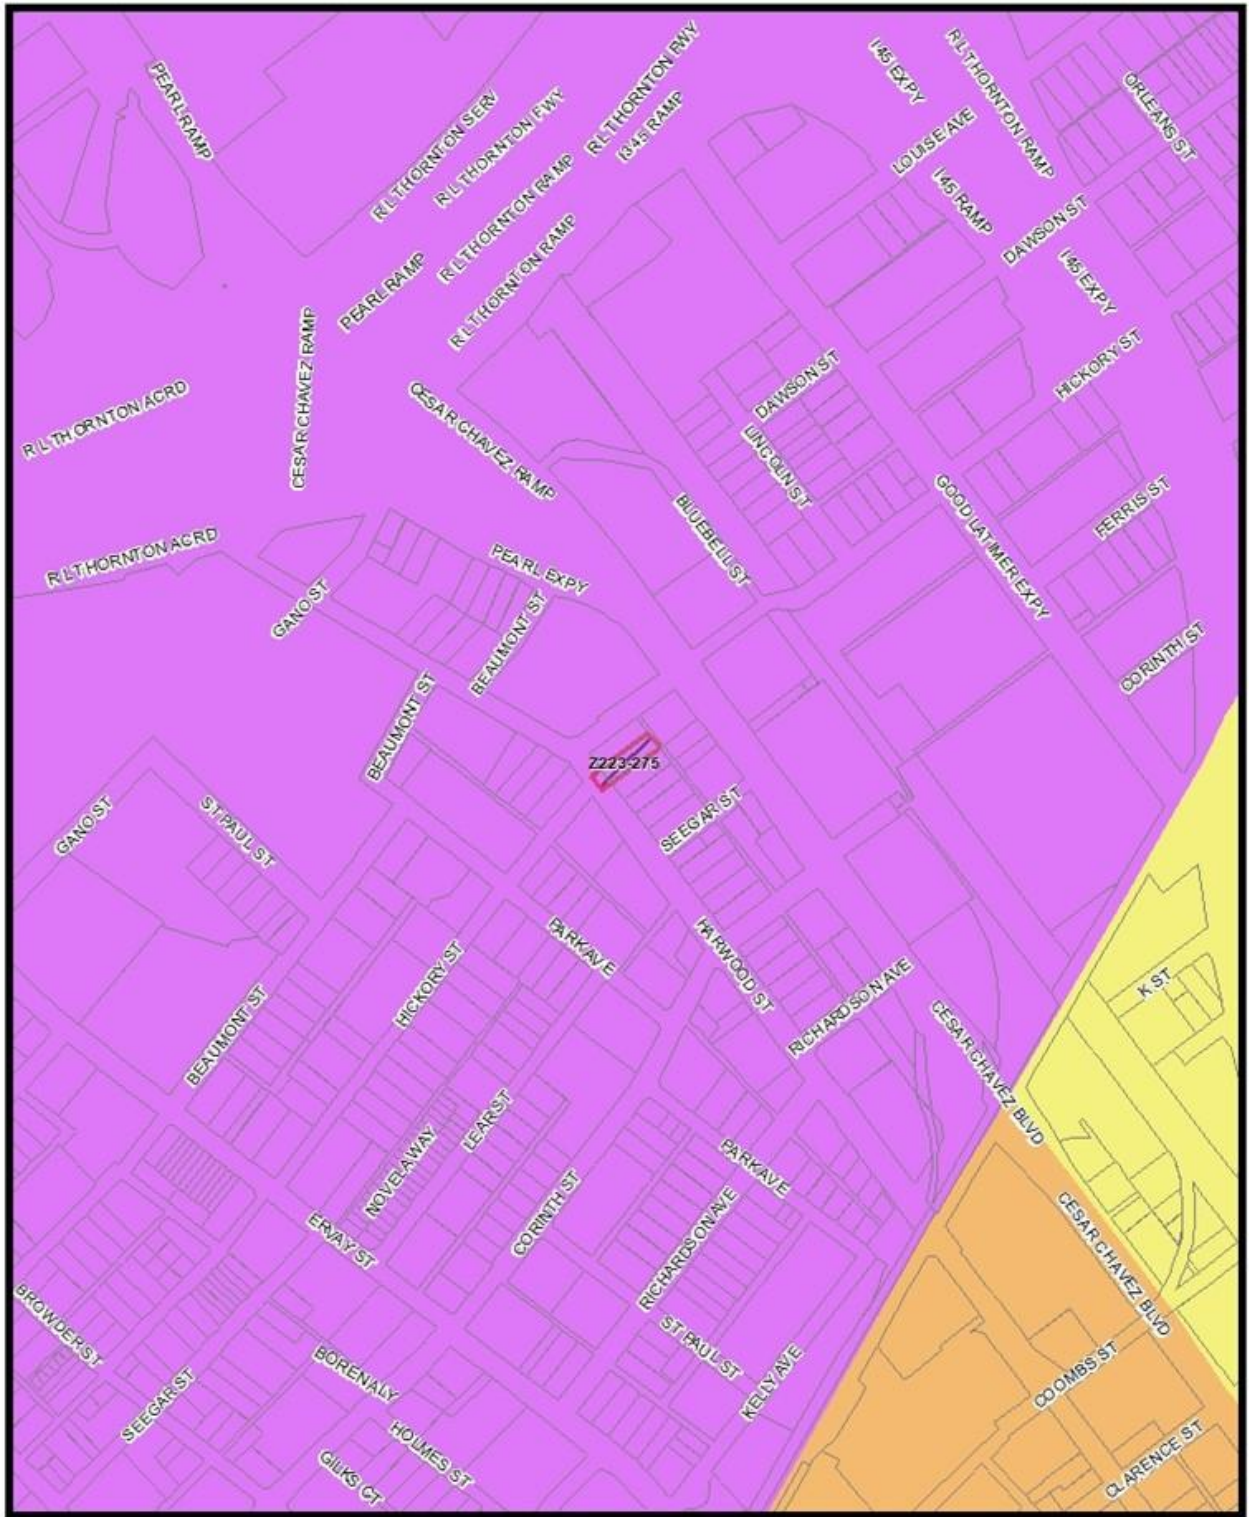 PEARL RAMP
R L THORNTON SERV
R L THORNTON FWY
R L THORNTON FWY
I345 RAMP
I45 EXPY
R L THORNTON RAMP
ORLEANS ST
LOUISE AVE
I45 RAMP
DAWSON ST
I45 EXPY
R L THORNTON RAMP
R L THORNTON RAMP
PEARL RAMP
CESAR CHAVEZ RAMP
R L THORNTON ACRD
CESAR CHAVEZ RAMP
DAWSON ST
HICKORY ST
LINCOLN ST
BLUEBELL ST
GOOD LATIMER EXPY
FERRIS ST
R L THORNTON ACRD
GANO ST
PEARL EXPY
BEAUMONT ST
CORINTH ST
BEAUMONT ST
Z223-275
GANO ST
ST PAUL ST
SEEGAR ST
PARK AVE
HARWOOD ST
HICKORY ST
RICHARDSON AVE
K ST
BEAUMONT ST
CESAR CHAVEZ BLVD
LEAR ST
NOVELA WAY
PARK AVE
CORINTH ST
RICHARDSON AVE
ERVAY ST
CESAR CHAVEZ BLVD
BROWDER ST
ST PAUL ST
BORENA LY
KELLY AVE
COOMBS ST
SEEGAR ST
HOLMES ST
GILKS CT
CLARENCE ST